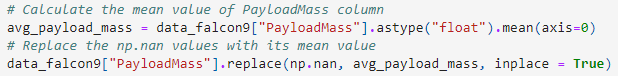 # Calculate the mean value of PayloadMass column
avg_payload_mass = data_falcon9["PayloadMass"].astype("float").mean(axis=0)
# Replace the np.nan values with its mean value
data_falcon9["PayloadMass"].replace(np.nan, avg_payload_mass, inplace = True)